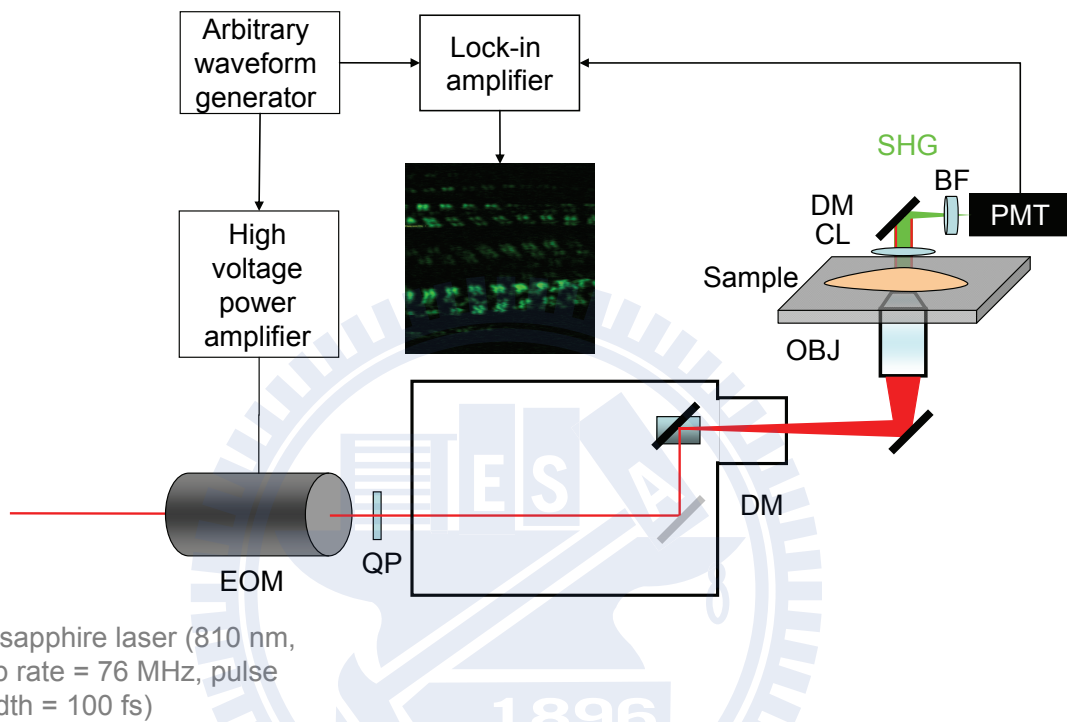 Arbitrary
waveform
generator
Lock-in
amplifier
SHG
BF
DM
PMT
CL
High
voltage
power
amplifier
Sample
OBJ
DM
QP
EOM
ESA
sapphire laser (810 nm,
rate = 76 MHz, pulse
= 100 fs)
1896